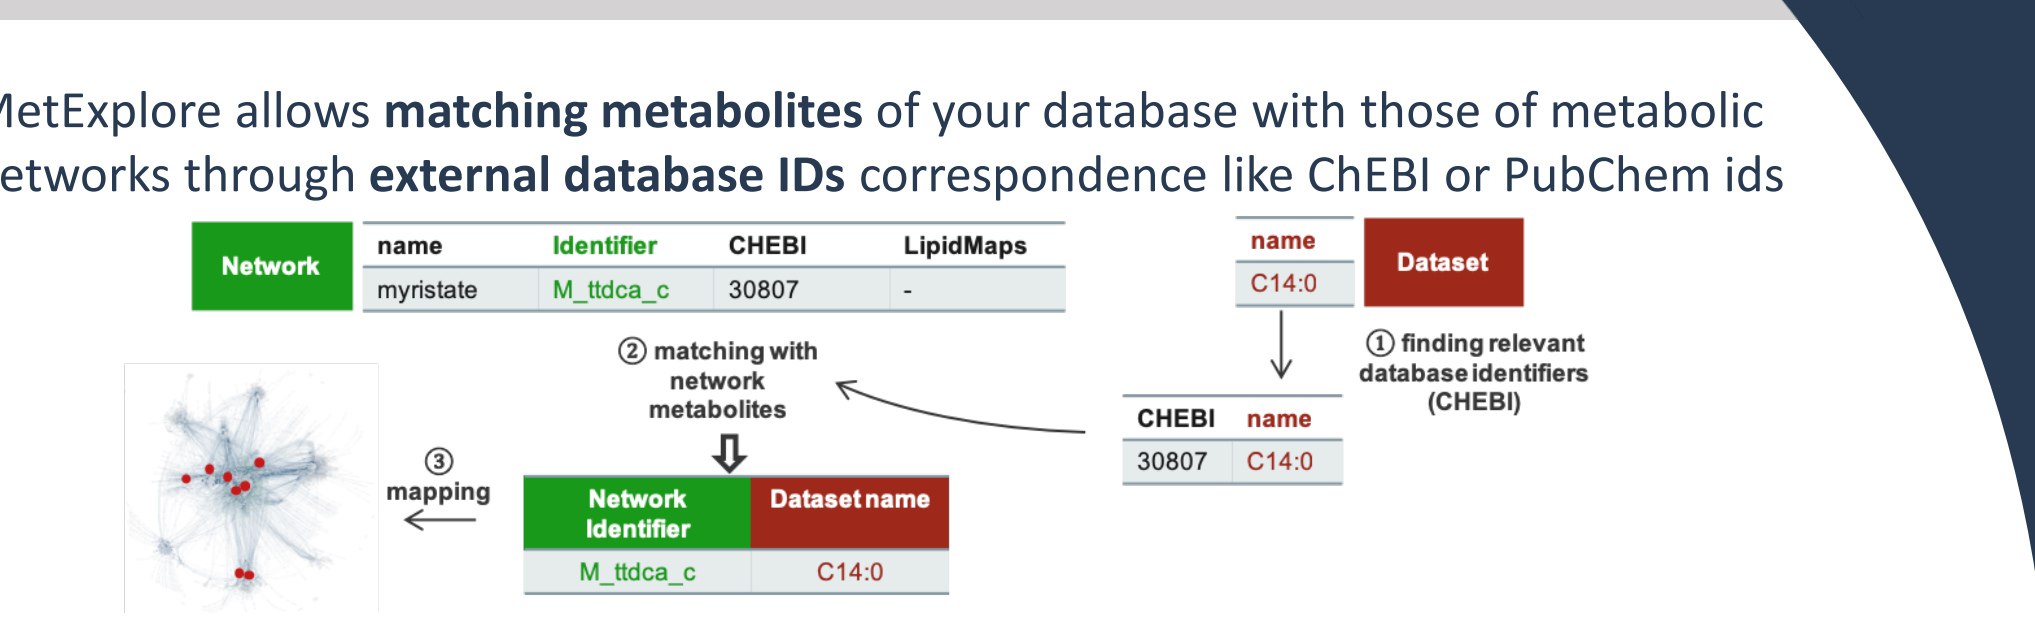 MetExplore allows matching metabolites of your database with those of metabolic
etworks through external database IDs correspondence like ChEBI or PubChem ids
Network
name Identifier CHEBI LipidMaps
myristate M_ttdca_c 30807 -
name
C14:0
Dataset
① finding relevant
database identifiers
(CHEBI)
CHEBI name
30807 C14:0
② matching with
network
metabolites
Network
Identifier
Dataset name
M_ttdca_c C14:0
③
mapping